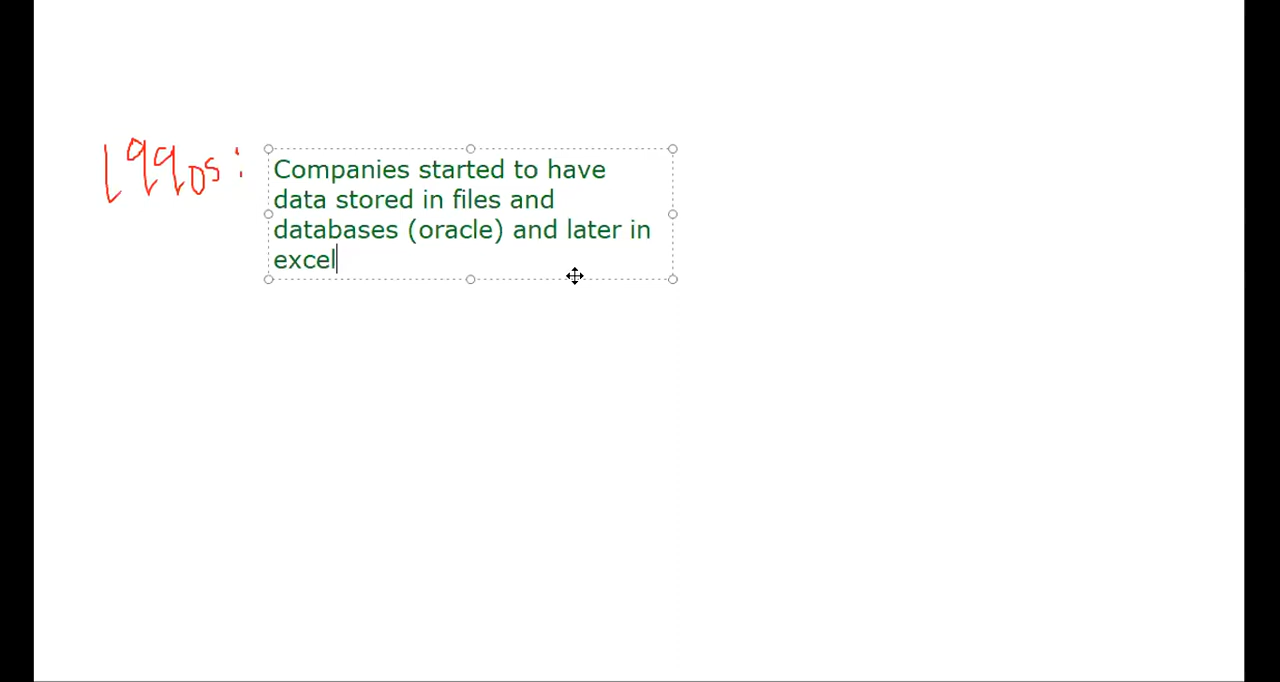 1990s:
Companies started to have
data stored in files and
databases (oracle) and later in
excel